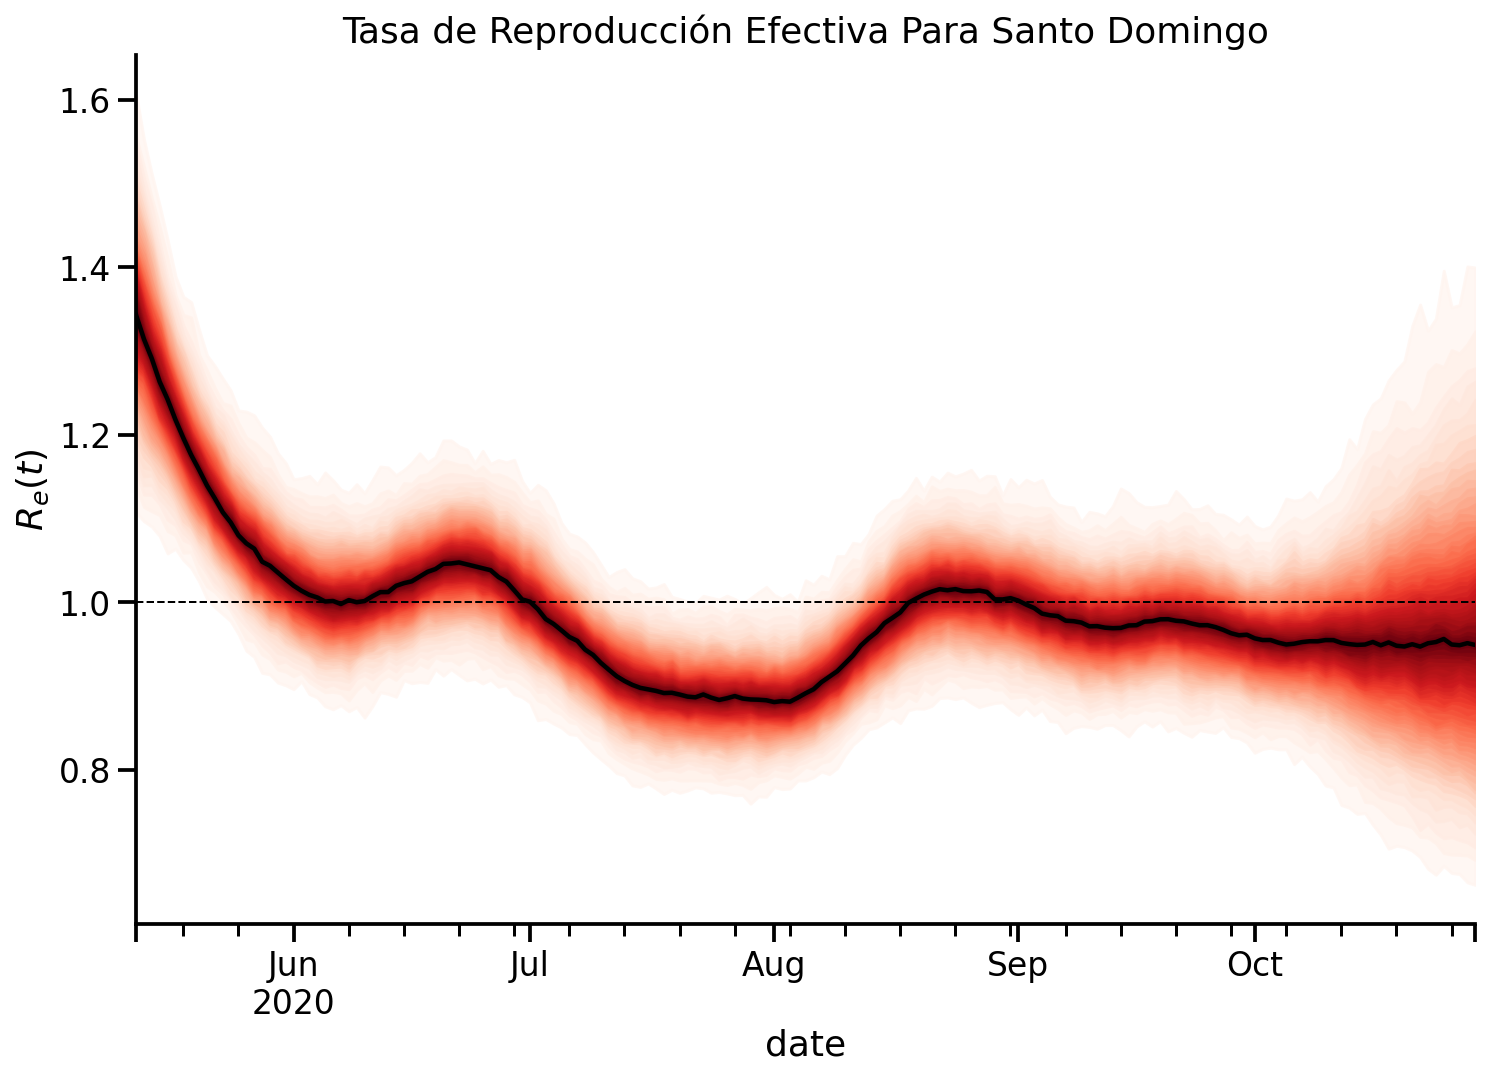 Tasa de Reproducción Efectiva Para Santo Domingo
1.6
1.4
1.2
1.0
0.8
Rₑ(t)
Jun Jul Aug Sep Oct
2020
date